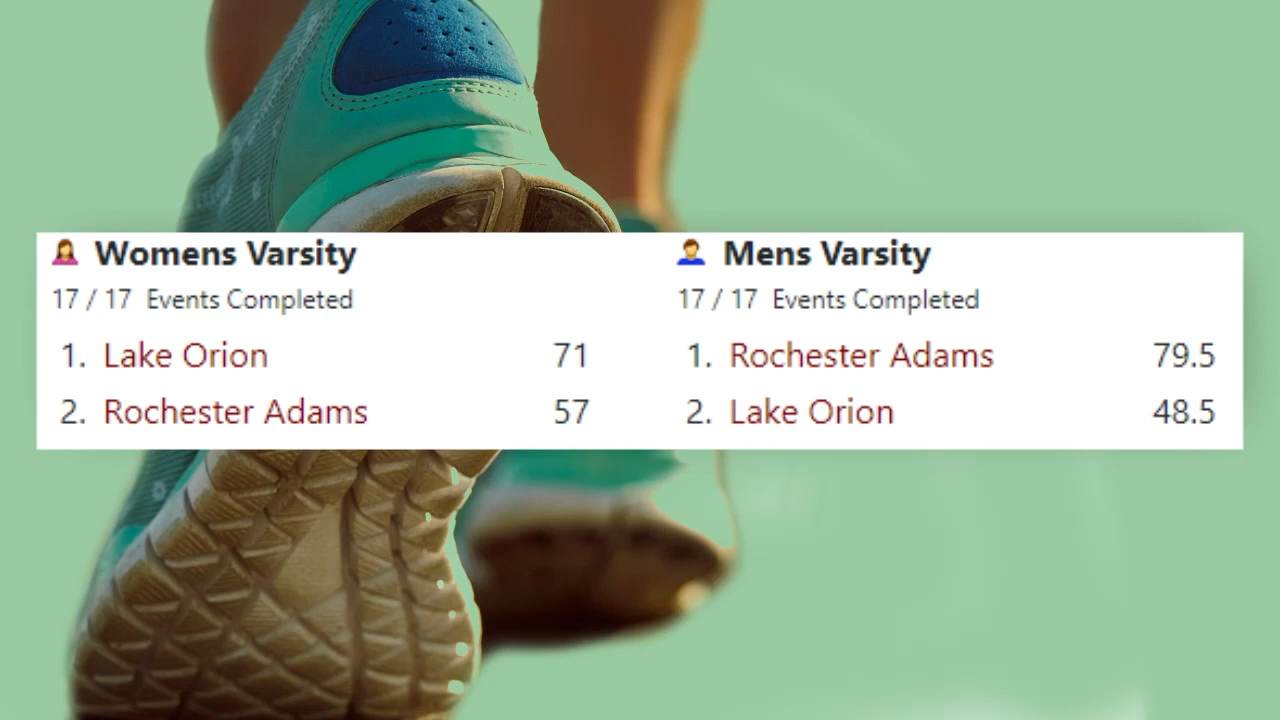 Womens Varsity
17 / 17 Events Completed
1. Lake Orion 71
2. Rochester Adams 57
Mens Varsity
17 / 17 Events Completed
1. Rochester Adams 79.5
2. Lake Orion 48.5